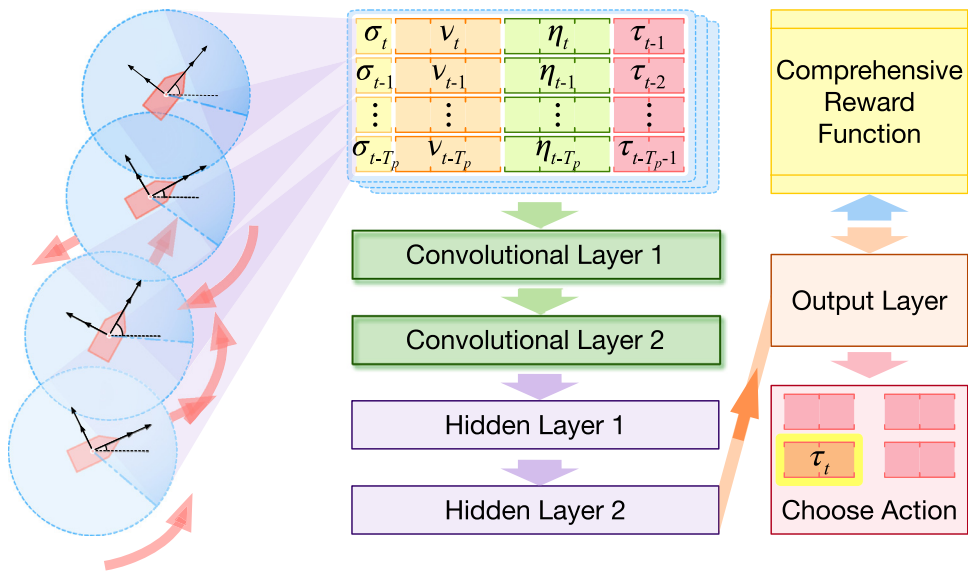 σt νt ηt τt-1
σt-1 νt-1 ηt-1 τt-2
⋮ ⋮ ⋮ ⋮
σt-Tp νt-Tp ηt-Tp τt-Tp-1
Convolutional Layer 1
Convolutional Layer 2
Hidden Layer 1
Hidden Layer 2
Comprehensive
Reward
Function
Output Layer
τt
Choose Action